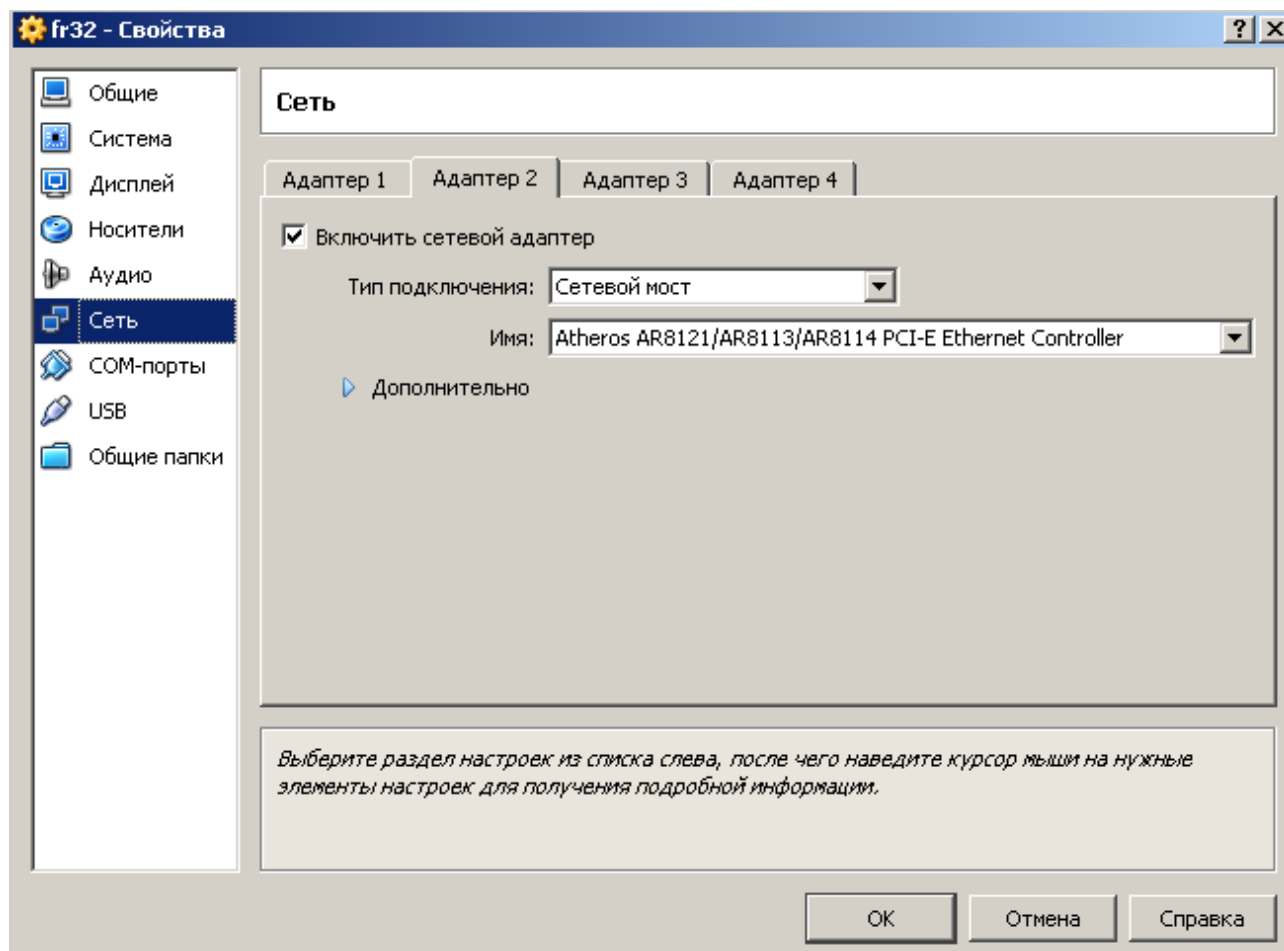 fr32 - Свойства
Общие
Система
Дисплей
Носители
Аудио
Сеть
COM-порты
USB
Общие папки
Сеть
Адаптер 1 Адаптер 2 Адаптер 3 Адаптер 4
Включить сетевой адаптер
Тип подключения: Сетевой мост
Имя: Atheros AR8121/AR8113/AR8114 PCI-E Ethernet Controller
Дополнительно
Выберите раздел настроек из списка слева, после чего наведите курсор мыши на нужные
элементы настроек для получения подробной информации.
OK Отмена Справка